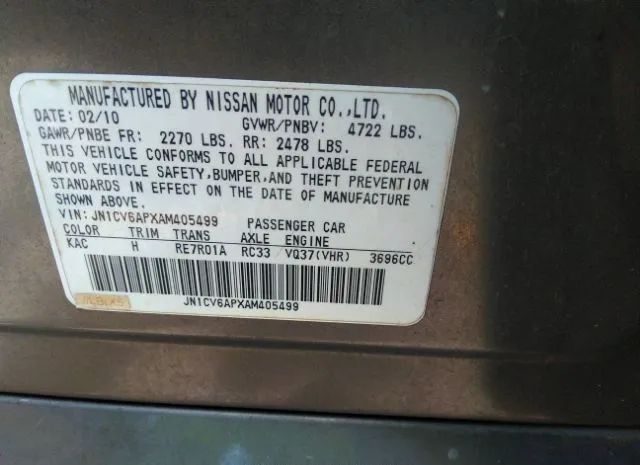 MANUFACTURED BY NISSAN MOTOR CO.,LTD.
DATE: 02/10 GVWR/PNBV: 4722 LBS.
GAWR/PNBE FR: 2270 LBS. RR: 2478 LBS.
THIS VEHICLE CONFORMS TO ALL APPLICABLE FEDERAL
MOTOR VEHICLE SAFETY,BUMPER,AND THEFT PREVENTION
STANDARDS IN EFFECT ON THE DATE OF MANUFACTURE
SHOWN ABOVE.
VIN: JN1CV6APXAM405499 PASSENGER CAR
COLOR TRIM TRANS AXLE ENGINE
KAC H RE7R01A RC33 VQ37(VHR) 3696CC
JN1CV6APXAM405499